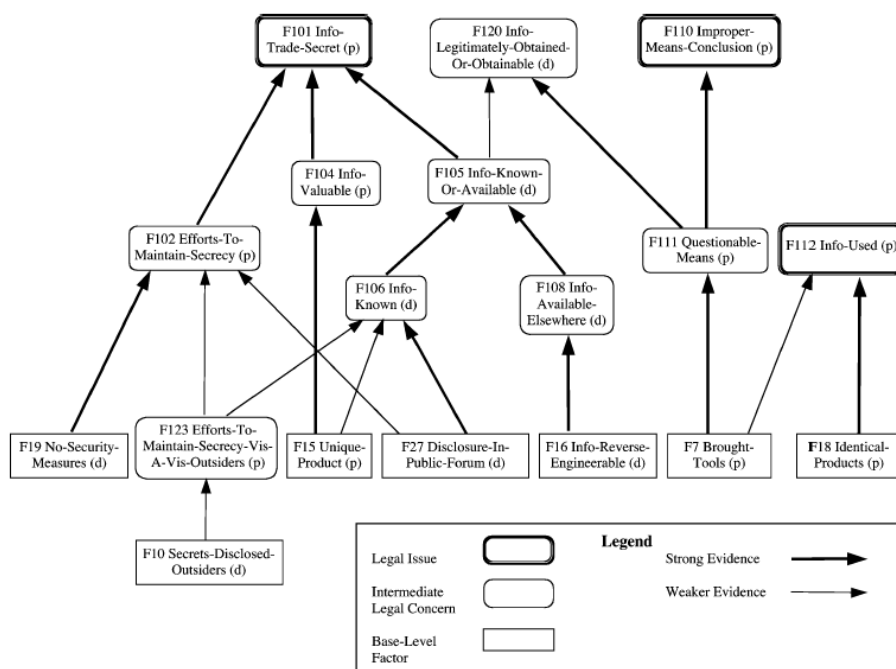 F101 Info-
Trade-Secret (p)
F120 Info-
Legitimately-Obtained-
Or-Obtainable (d)
F110 Improper-
Means-Conclusion (p)
F104 Info-
Valuable (p)
F105 Info-Known-
Or-Available (d)
F102 Efforts-To-
Maintain-Secrecy (p)
F111 Questionable-
Means (p)
F112 Info-Used (p)
F106 Info-
Known (d)
F108 Info-
Available-
Elsewhere (d)
F19 No-Security-
Measures (d)
F123 Efforts-To-
Maintain-Secrecy-Vis-
A-Vis-Outsiders (p)
F15 Unique-
Product (p)
F27 Disclosure-In-
Public-Forum (d)
F16 Info-Reverse-
Engineerable (d)
F7 Brought-
Tools (p)
F18 Identical-
Products (p)
F10 Secrets-Disclosed-
Outsiders (d)
Legend
Legal Issue
Strong Evidence
Intermediate
Legal Concern
Weaker Evidence
Base-Level
Factor